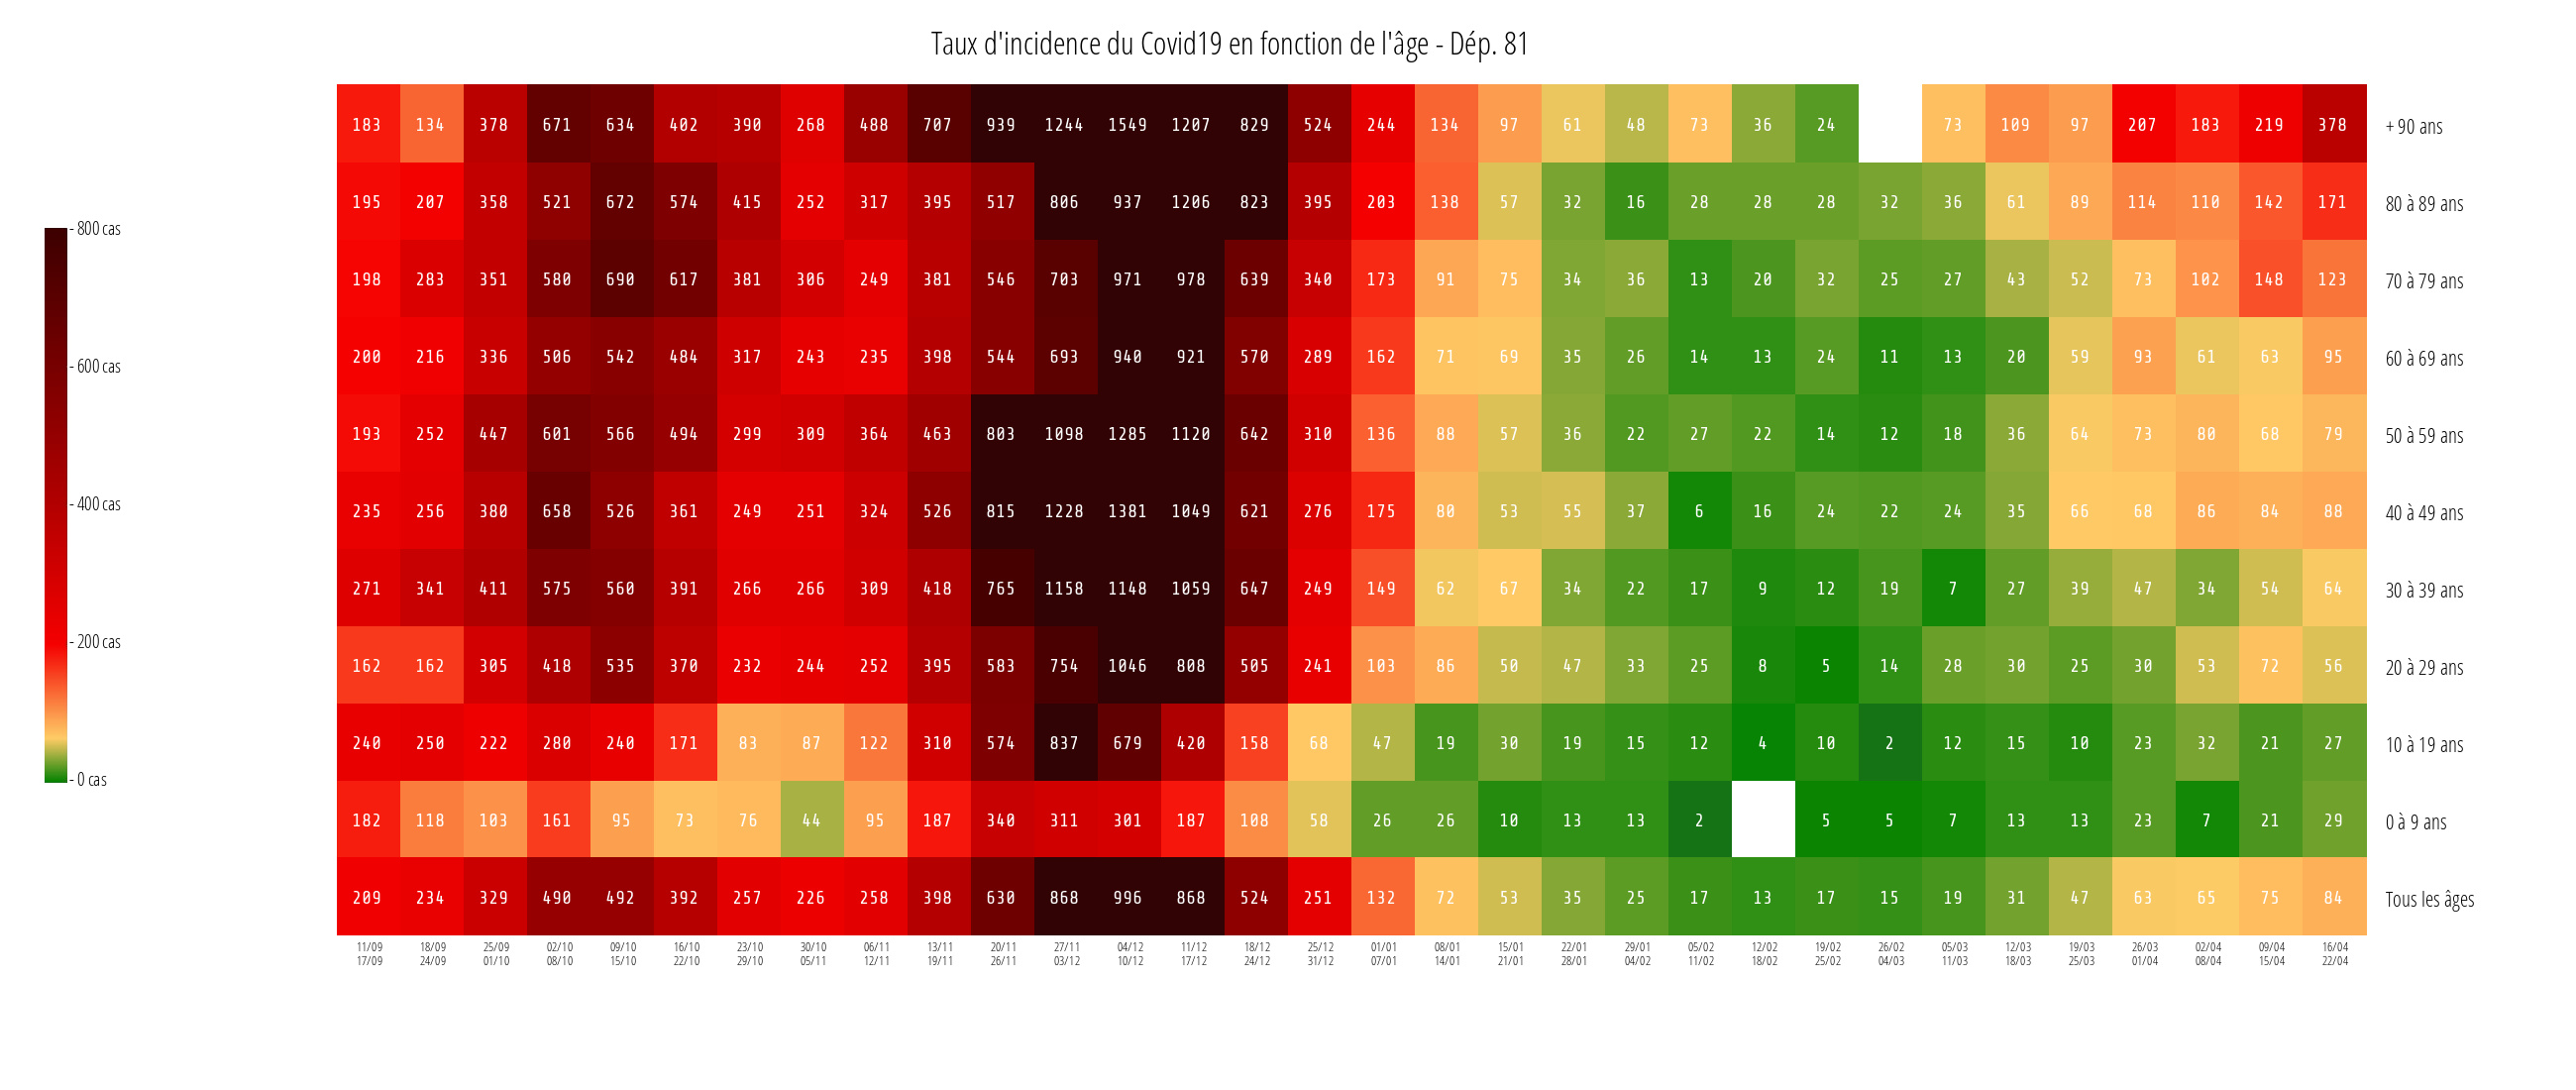 Taux d'incidence du Covid19 en fonction de l'âge - Dép. 81
- 800 cas
- 600 cas
- 400 cas
- 200 cas
- 0 cas
183 134 378 671 634 402 390 268 488 707 939 1244 1549 1207 829 524 244 134 97 61 48 73 36 24 73 109 97 207 183 219 378 + 90 ans
195 207 358 521 672 574 415 252 317 395 517 806 937 1206 823 395 203 138 57 32 16 28 28 28 32 36 61 89 114 110 142 171 80 à 89 ans
198 283 351 580 690 617 381 306 249 381 546 703 971 978 639 340 173 91 75 34 36 13 20 32 25 27 43 52 73 102 148 123 70 à 79 ans
200 216 336 506 542 484 317 243 235 398 544 693 940 921 570 289 162 71 69 35 26 14 13 24 11 13 20 59 93 61 63 95 60 à 69 ans
193 252 447 601 566 494 299 309 364 463 803 1098 1285 1120 642 310 136 88 57 36 22 27 22 14 12 18 36 64 73 80 68 79 50 à 59 ans
235 256 380 658 526 361 249 251 324 526 815 1228 1381 1049 621 276 175 80 53 55 37 6 16 24 22 24 35 66 68 86 84 88 40 à 49 ans
271 341 411 575 560 391 266 266 309 418 765 1158 1148 1059 647 249 149 62 67 34 22 17 9 12 19 7 27 39 47 34 54 64 30 à 39 ans
162 162 305 418 535 370 232 244 252 395 583 754 1046 808 505 241 103 86 50 47 33 25 8 5 14 28 30 25 30 53 72 56 20 à 29 ans
240 250 222 280 240 171 83 87 122 310 574 837 679 420 158 68 47 19 30 19 15 12 4 10 2 12 15 10 23 32 21 27 10 à 19 ans
182 118 103 161 95 73 76 44 95 187 340 311 301 187 108 58 26 26 10 13 13 2 5 5 7 13 13 23 7 21 29 0 à 9 ans
209 234 329 490 492 392 257 226 258 398 630 868 996 868 524 251 132 72 53 35 25 17 13 17 15 19 31 47 63 65 75 84 Tous les âges
11/09 18/09 25/09 02/10 09/10 16/10 23/10 30/10 06/11 13/11 20/11 27/11 04/12 11/12 18/12 25/12 01/01 08/01 15/01 22/01 29/01 05/02 12/02 19/02 26/02 05/03 12/03 19/03 26/03 02/04 09/04 16/04
17/09 24/09 01/10 08/10 15/10 22/10 29/10 05/11 12/11 19/11 26/11 03/12 10/12 17/12 24/12 31/12 07/01 14/01 21/01 28/01 04/02 11/02 18/02 25/02 04/03 11/03 18/03 25/03 01/04 08/04 15/04 22/04